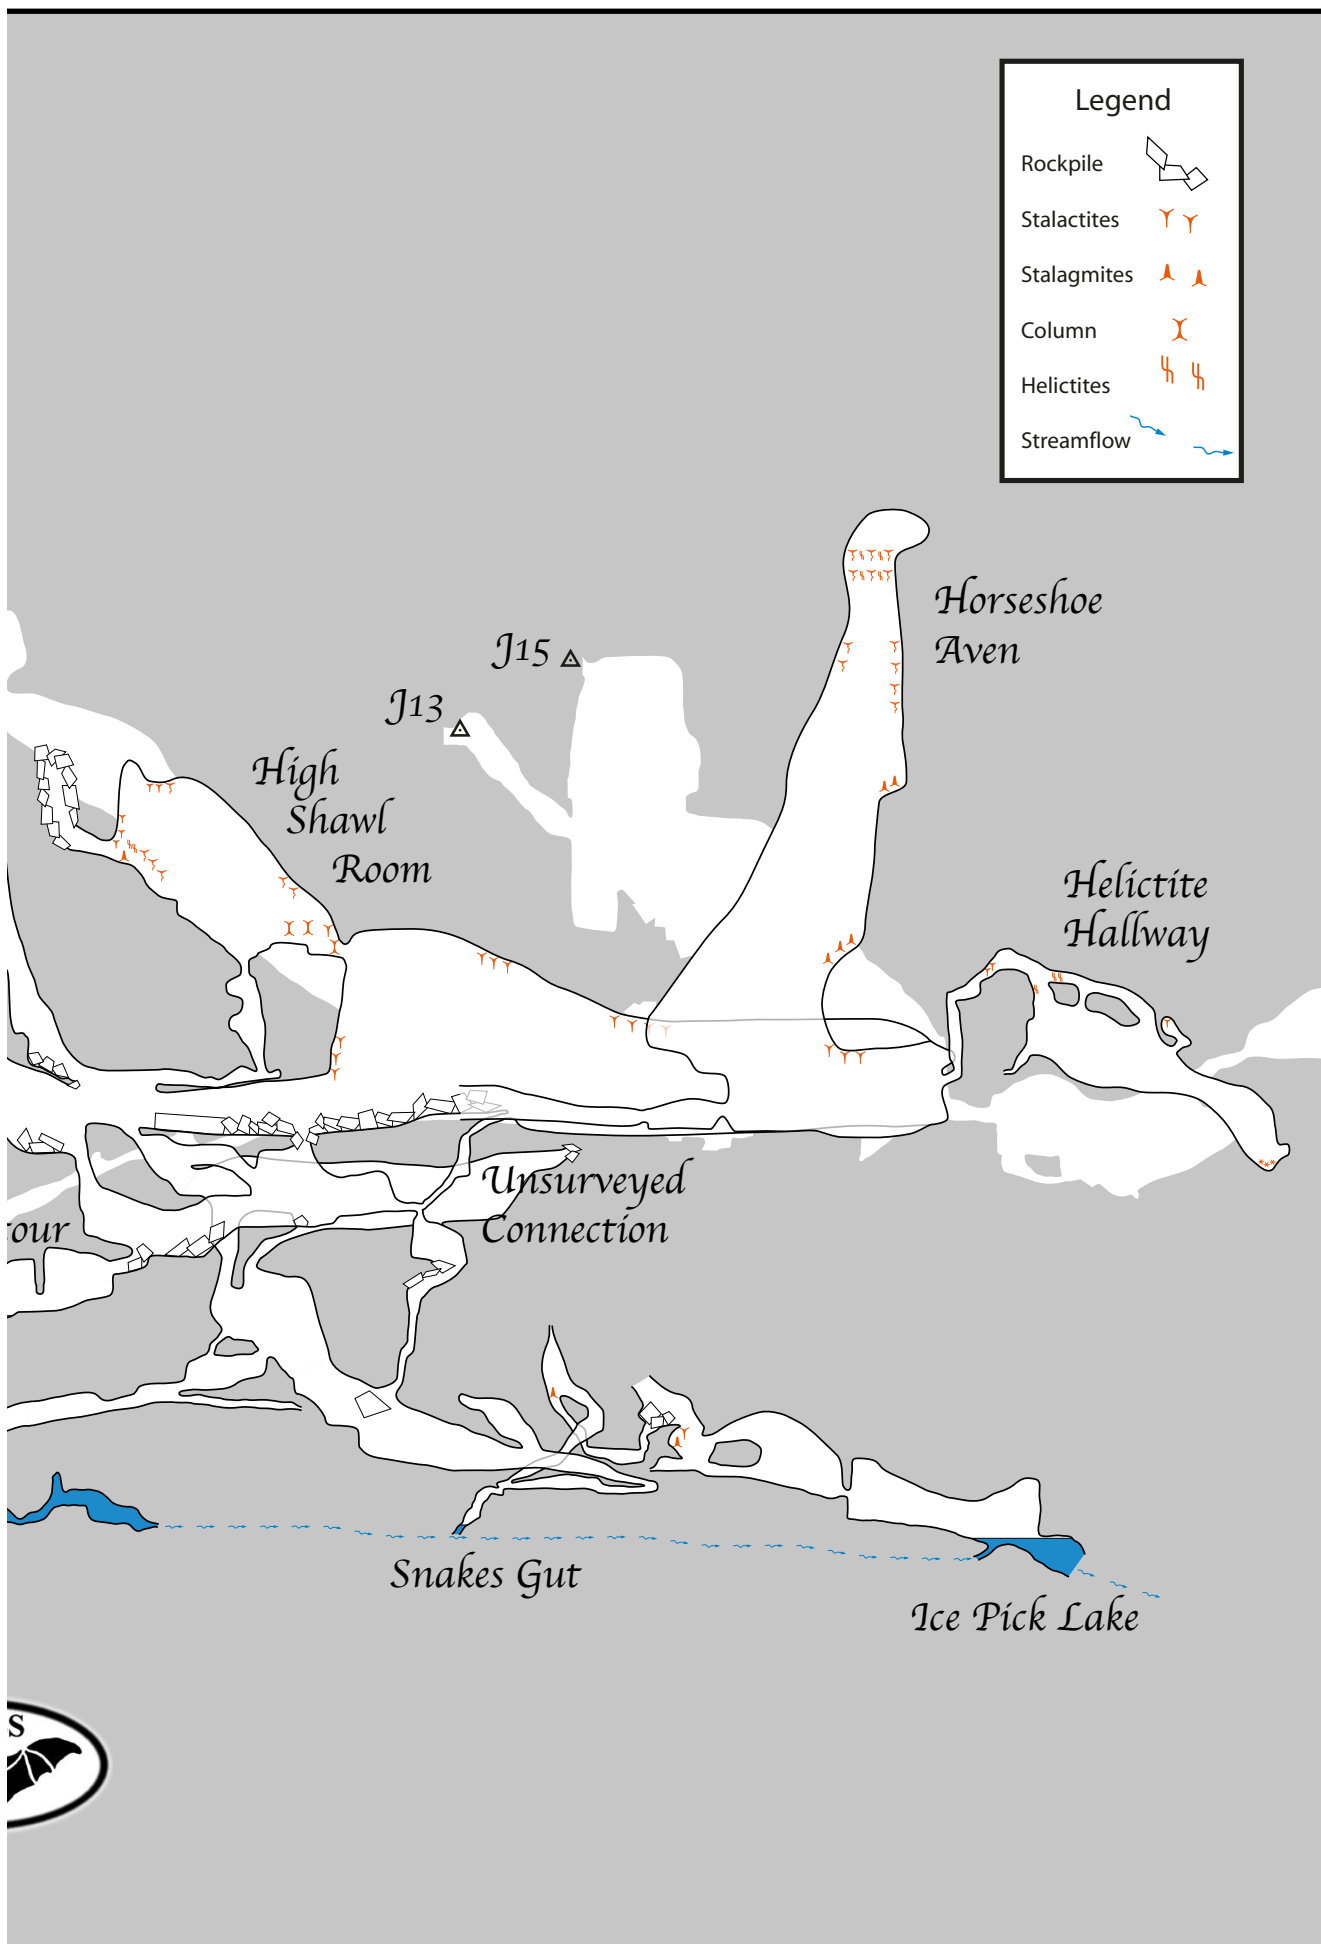 Legend
Rockpile
Stalactites
Stalagmites
Column
Helictites
Streamflow
Horseshoe
Aven
J15
J13
High
Shawl
Room
Helictite
Hallway
Unsurveyed
Connection
our
Snakes Gut
Ice Pick Lake
S